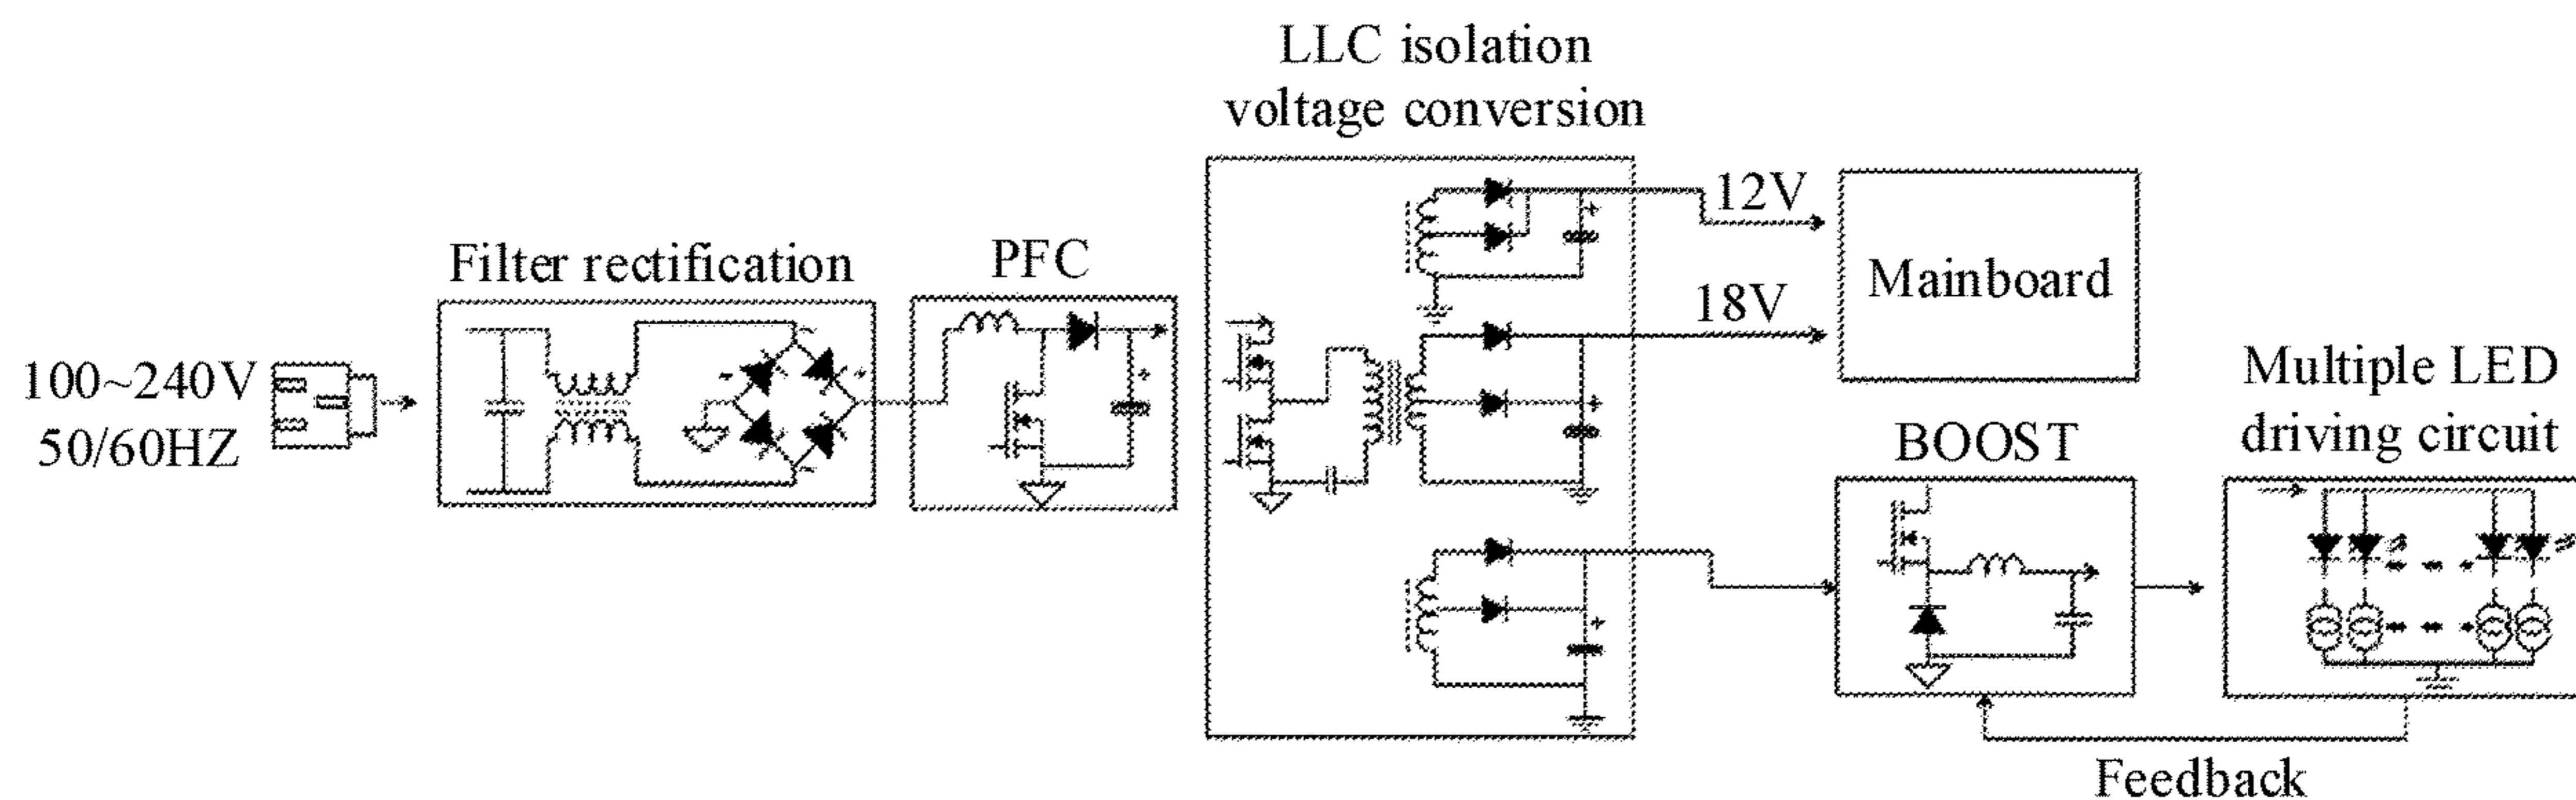 LLC isolation
voltage conversion
12V
Filter rectification
PFC
Mainboard
18V
100~240V
50/60HZ
Multiple LED
driving circuit
BOOST
Feedback